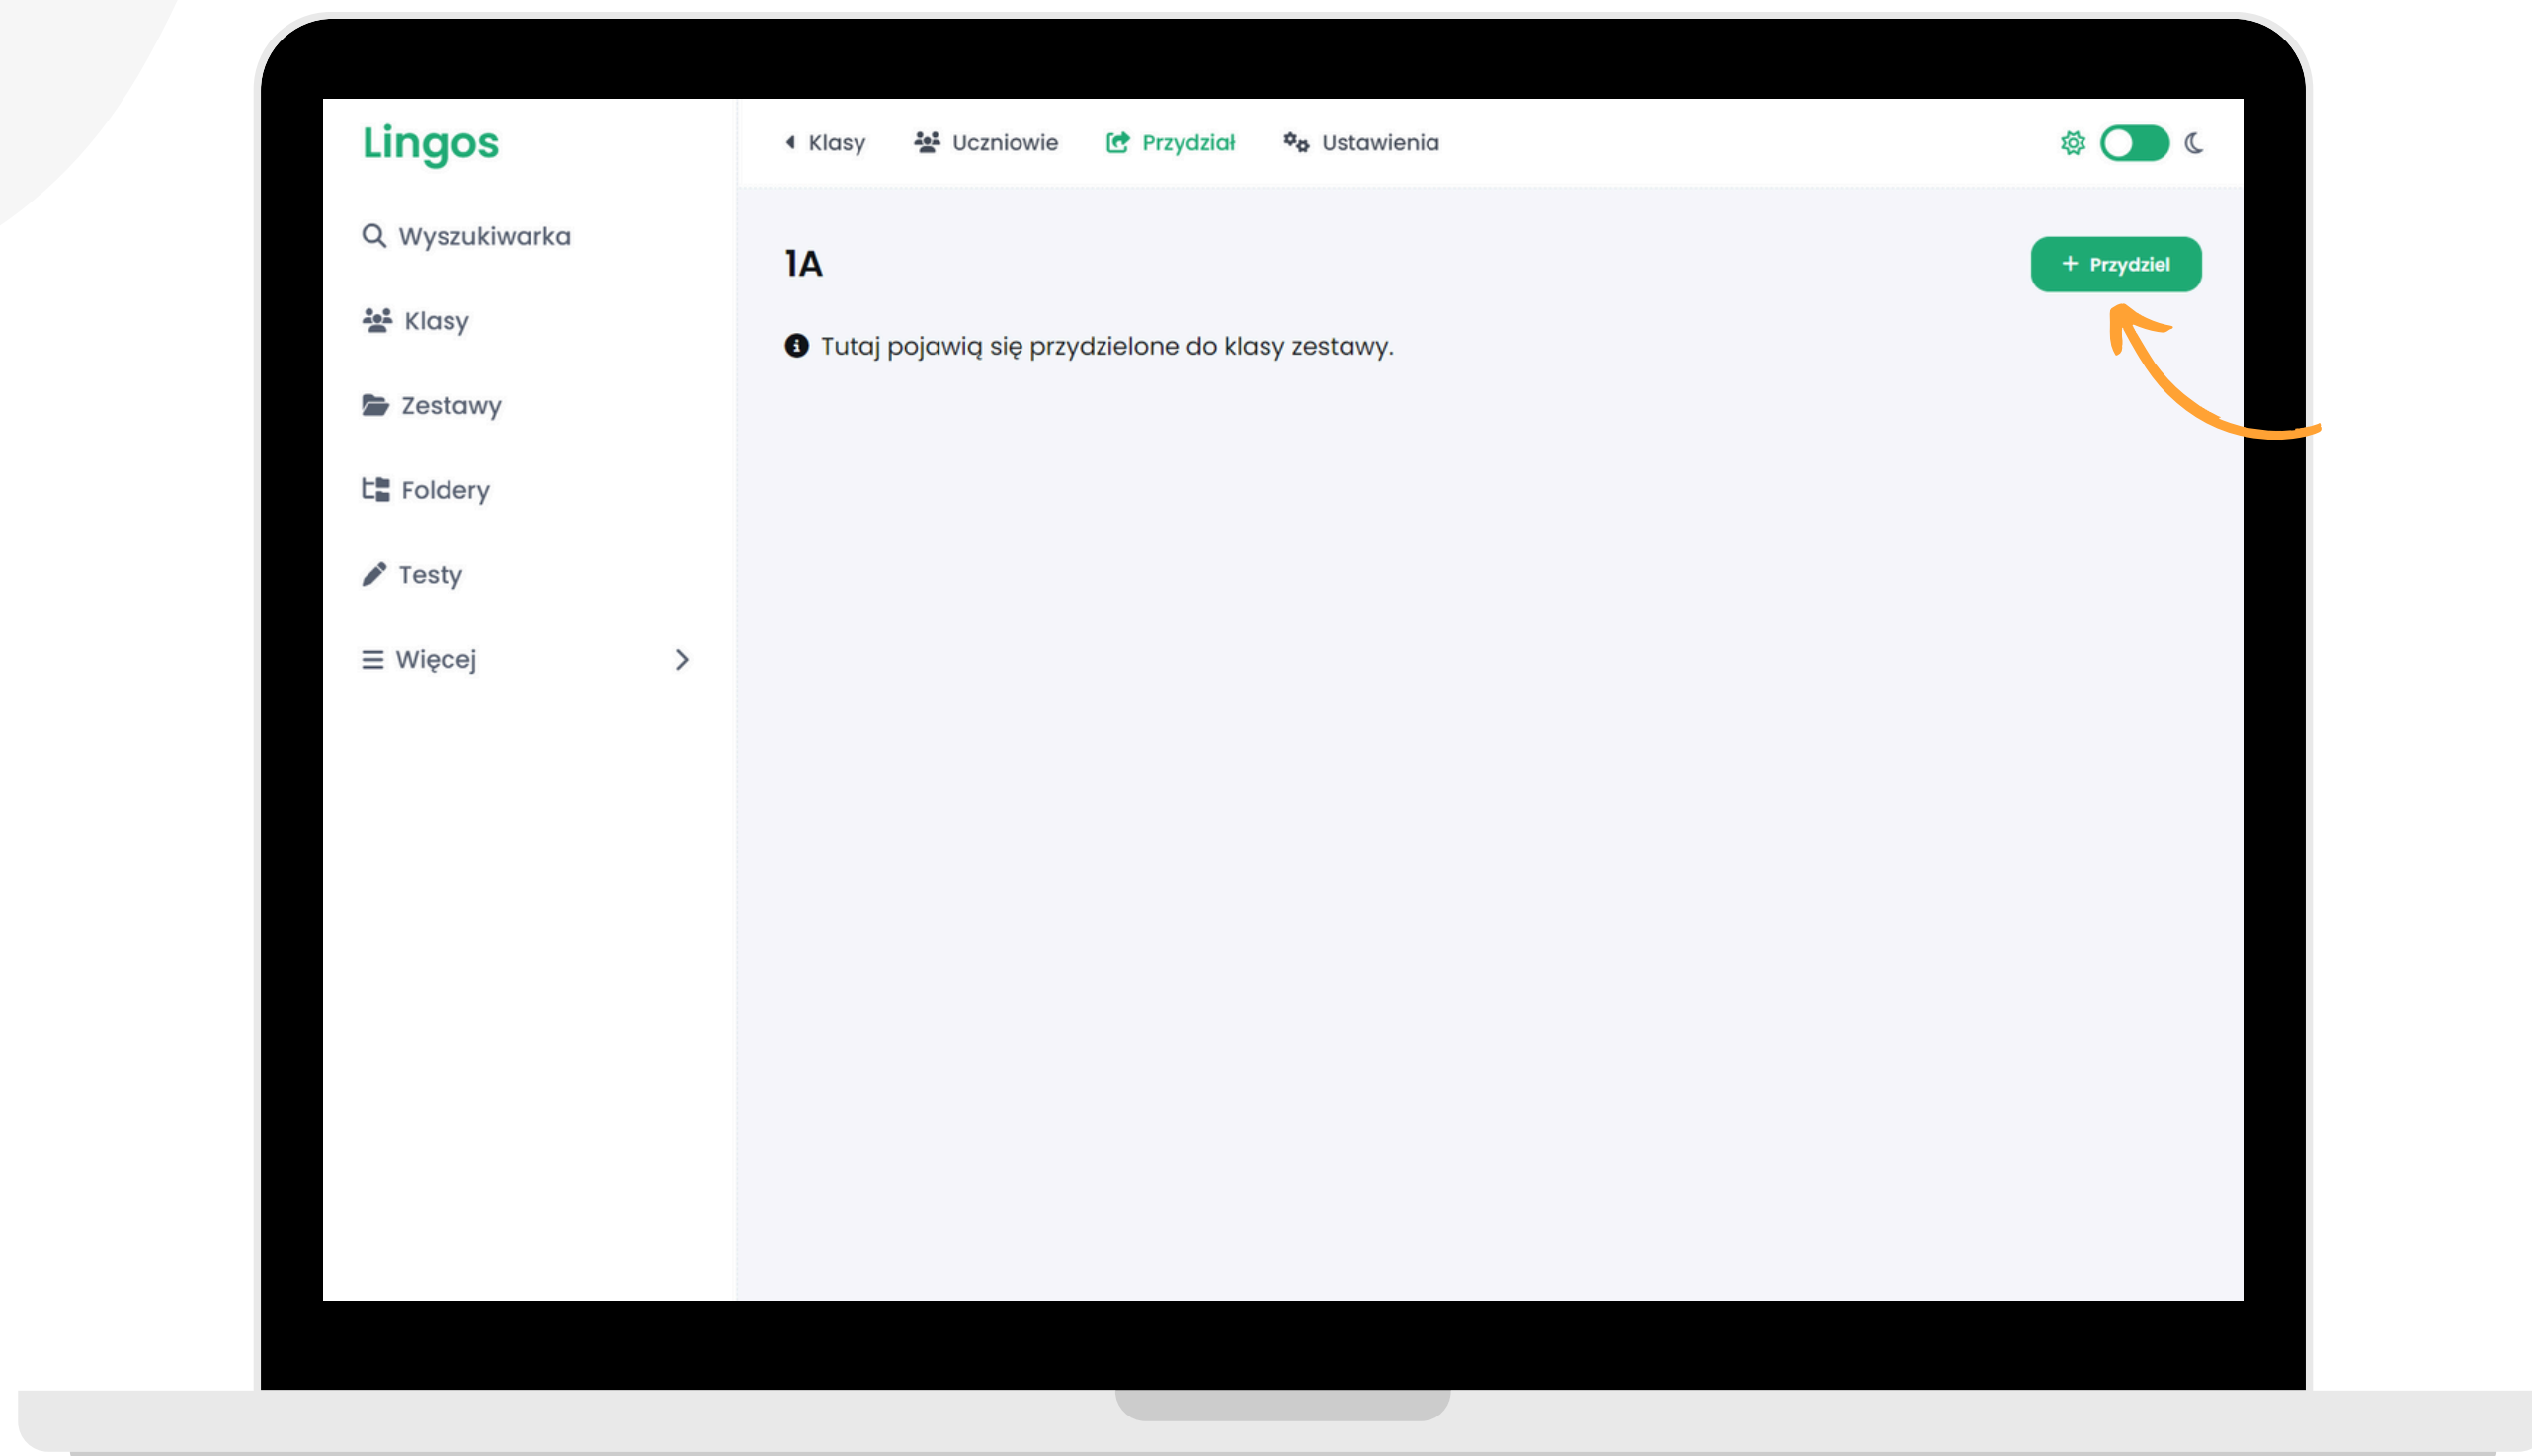 Lingos
Klasy Uczniowie Przydział Ustawienia
Wyszukiwarka
Klasy
Zestawy
Foldery
Testy
Więcej
1A
+ Przydziel
Tutaj pojawią się przydzielone do klasy zestawy.